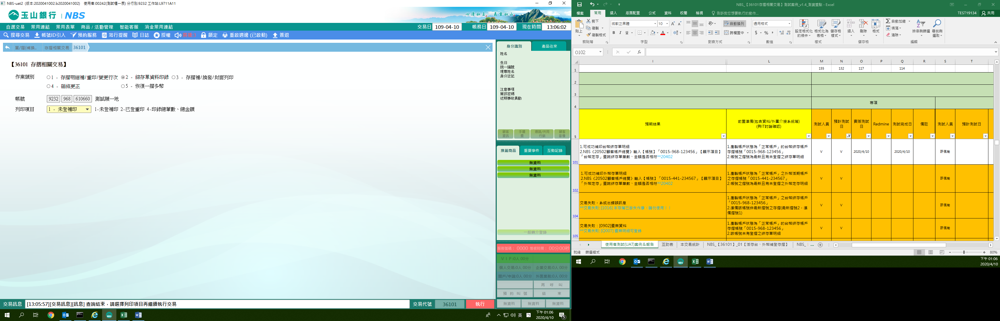 NBS-uat2 (版本:2020041002.b2020041002) 使用者:00242(測試櫃一辰) 分行別:9232 工作站:L9711A11
玉山銀行 | NBS
心清如玉，義重如山。
自選交易 常用連結 常用表單 商品 / 活動管理 智能客服 消金常用連結
交易日 109-04-10 帳務日 109-04-10 現在時間 13:06:02
搜尋交易 帳號ID引入 預約服務 蒞行提醒 日誌 授權 廣播:3 鎖定 重啟週邊 (已啟動) 簽退
單/摺(補換.. 存摺相關交易 36101
【36101 存摺相關交易】
作業類別 1 - 存摺明細補/重印/變更行次 2 - 綜存單資料印錄 3 - 存摺補/換發/封面列印
4 - 磁條更正 5 - 恢復一摺多幣
帳號 9232 968 610660 測試顏一地
列印項目 1 - 未登補印 1-未登補印 2-已登重印 4-印錄總筆數、總金額
身分識別 產品往來
姓名
生日
統一編號
理專姓名
身分註記
注意事項
簡訊密碼
近期事故異動
顧客資訊 手續費 通路/共同行銷 顧客影像
推薦商品 重要事件 互動記錄
無資料
無資料
無資料
一般轉介登錄
服務號碼： 0000 等候時間： 00分00秒
ＶＩＰ:0人 00分
個人交易:0人 00分 企業交易:0人 00分
開戶/申請:0人 00分 外匯業務:0人 00分
再 呼 叫
預 約 叫 號 結 束
無資料 無資料 無資料
交易訊息 [13:05:57][交易訊息][訊息] 查詢結束，請選擇列印項目再繼續執行交易
交易代號 36101 執行
英 下午 01:06
2020/4/10
5
NBS_【36101存摺相關交易】測試案例_v1.4_測資盤點 - Excel
檔案 常用 插入 版面配置 公式 資料 校閱 檢視 告訴我您想要執行的動作... TEST19134 共用
貼上 剪下 複製 複製格式
微軟正黑體 10
B I U
自動換列 跨欄置中
通用格式
設定格式化的條件 格式化為表格 儲存格樣式
插入 刪除 格式
自動加總 填滿 清除
排序與篩選 尋找與選取
剪貼簿 字型 對齊方式 數值 樣式 儲存格 編輯
O102 fx
I L M N O P Q R S T
1 155 132 117 114
2
3
4 專項
5 預期結果 前置準備(包含資料/外圍介接系統等)
(與IT討論確認) 測試人員 預計測試日 實際測試日 Redmine 測試完成日 備註 測試人員 預計測試日
101 1.可成功補印台幣綜存單明細
2.NBS《20502顧客帳戶總覽》輸入【帳號】「0015-968-123456」【顯示項目】
「台幣定存」查詢綜存單筆數、金額是否相符**20402
1.產製帳戶狀態為「正常帳戶」的台幣綜存帳戶
存摺帳號「0015-968-123456」
2.帳號之摺號為最新且有未登摺之綜存單明細
V V 2020/4/10 2020/4/10 許佩瑜
102 1.可成功補印外幣存單明細
2.NBS《20502顧客帳戶總覽》輸入【帳號】「0015-441-234567」【顯示項目】
「外幣定存」查詢綜存單筆數、金額是否相符**20402
1.產製帳戶狀態為「正常帳戶」之外幣活期帳戶
之存摺帳號「0015-441-234567」
2.帳號之摺號為最新且有未登摺之外幣定存明細
V V 許佩瑜
104 交易失敗，系統出錯誤訊息
**交易失敗: [1016] 本存摺已掛失作廢，請勿使用！！
1.產製帳戶狀態為「正常帳戶」之台幣綜存帳戶
「0015-968-123456」
2.準備該帳號非最新摺號之存摺(最新摺號2，準
備摺號1)
V V 許佩瑜
105 交易失敗：[0902]查無資料
**交易失敗: [Q007] 查無明細可登錄
1.產製帳戶狀態為「正常帳戶」的台幣綜存帳戶
存摺帳號「0015-968-123456」
2.該帳號未有登摺之綜存單明細
V V 許佩瑜
使用者測試(UAT)案例＆報告 互助表 本交易統計 NBS_【36101】_01【活存台、外幣補登存摺】 NBS_ ...
就緒 篩選模式 80%
下午 01:06
2020/4/10